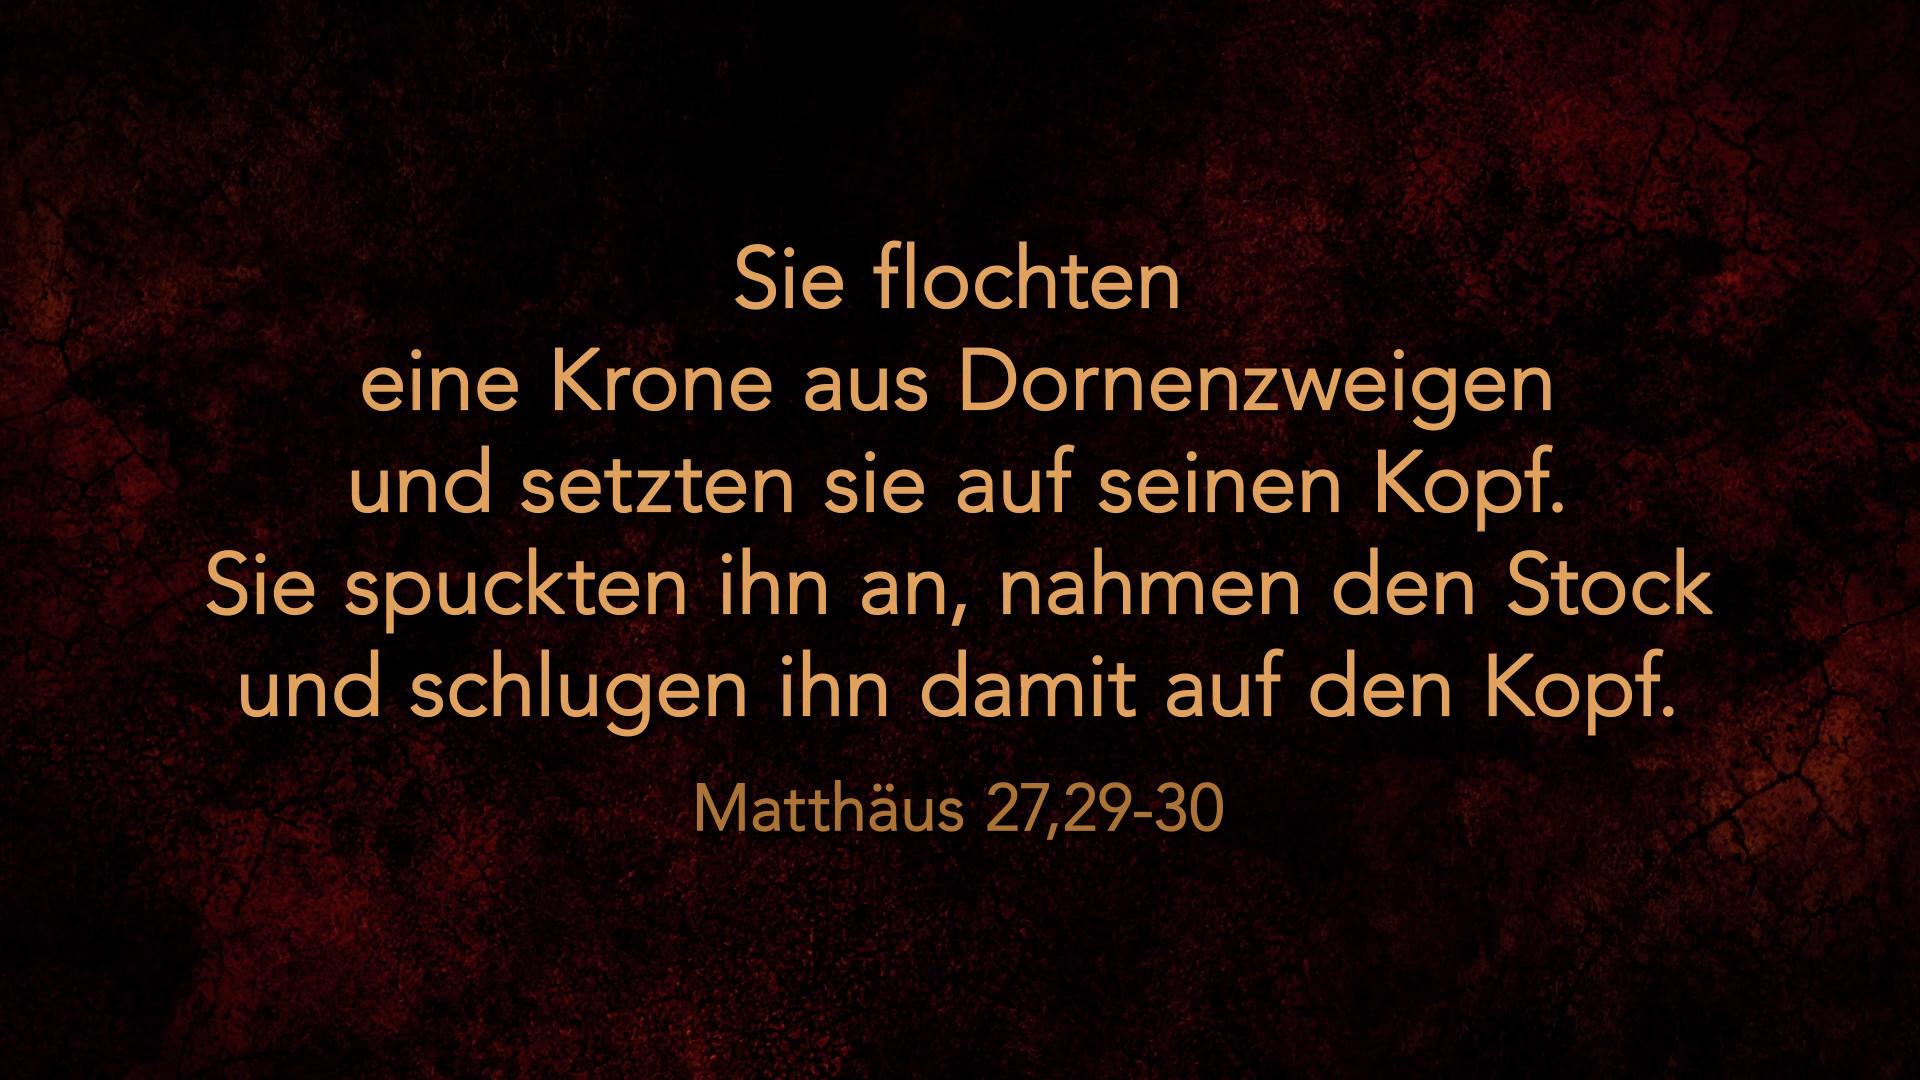 Sie flochten
eine Krone aus Dornenzweigen
und setzten sie auf seinen Kopf.
Sie spuckten ihn an, nahmen den Stock
und schlugen ihn damit auf den Kopf.
Matthäus 27,29-30